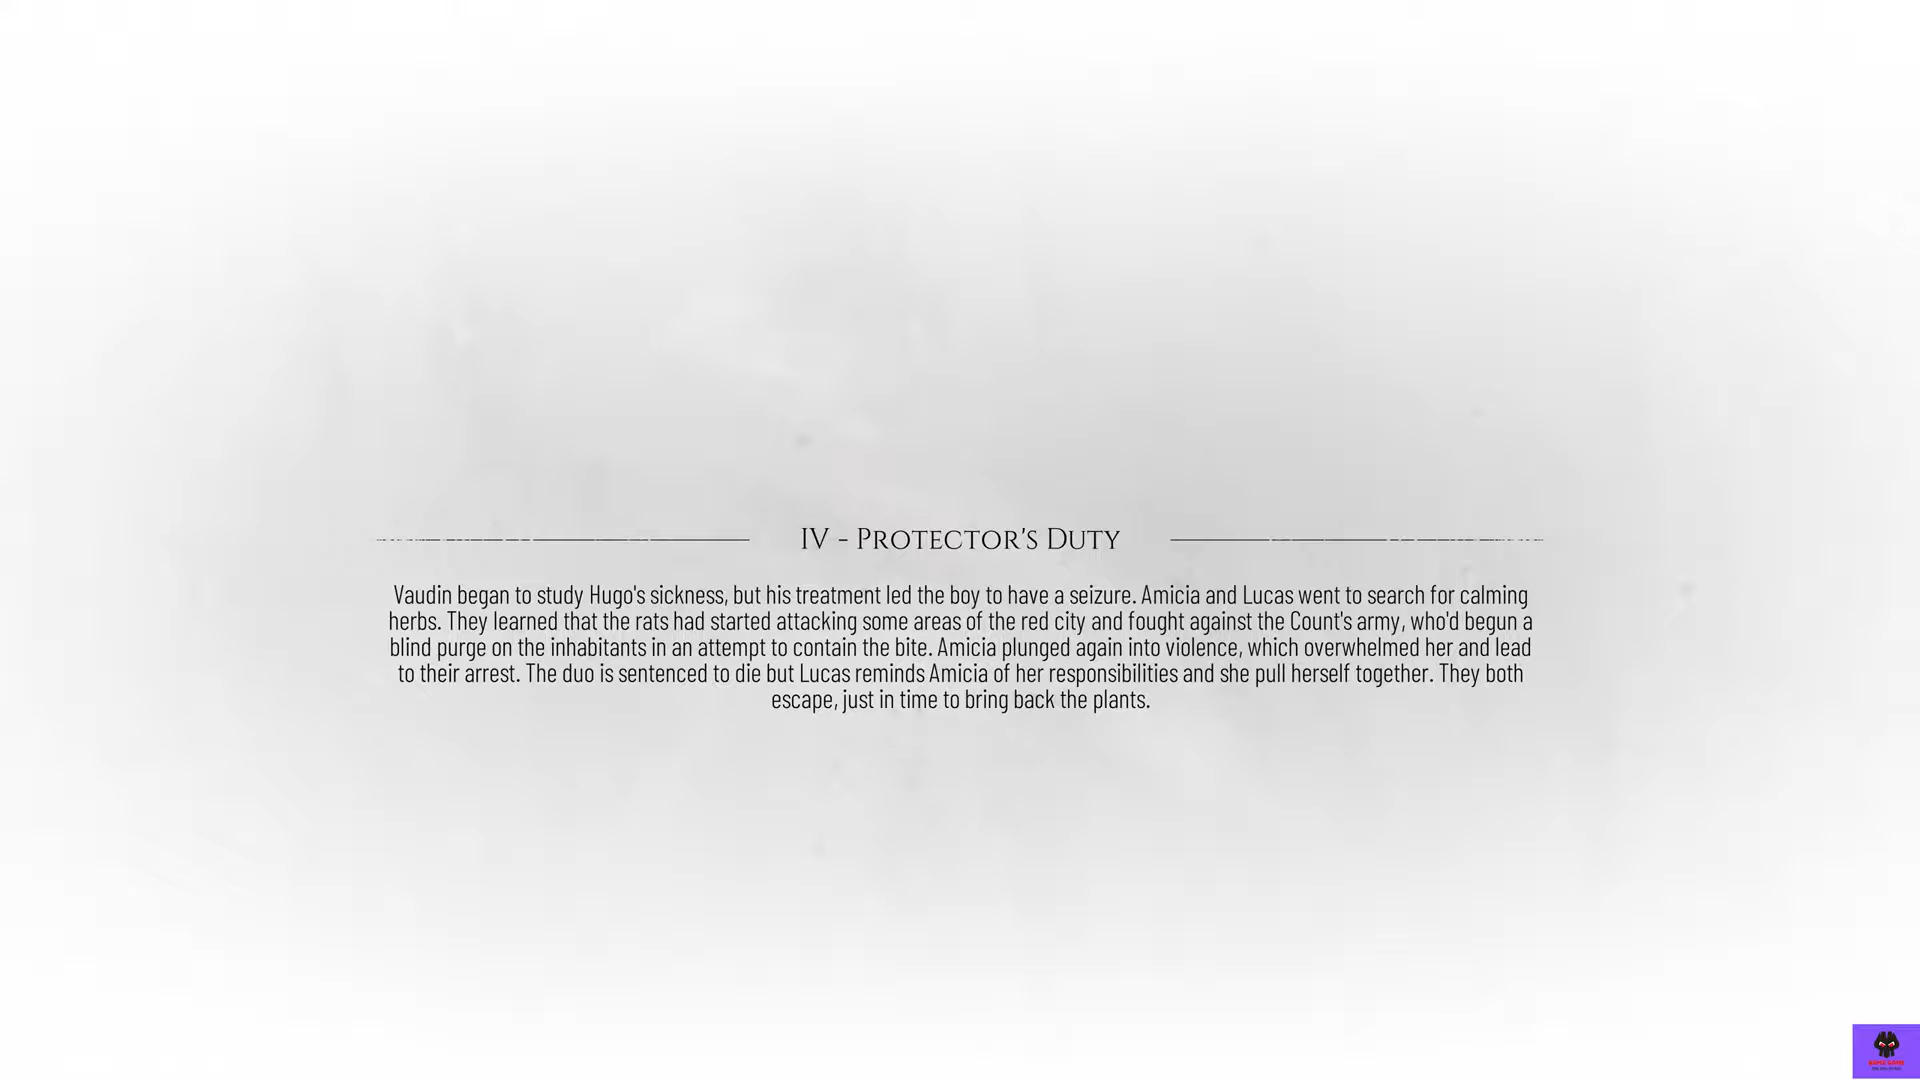 IV - Protector's Duty
Vaudin began to study Hugo's sickness, but his treatment led the boy to have a seizure. Amicia and Lucas went to search for calming
herbs. They learned that the rats had started attacking some areas of the red city and fought against the Count's army, who'd begun a
blind purge on the inhabitants in an attempt to contain the bite. Amicia plunged again into violence, which overwhelmed her and lead
to their arrest. The duo is sentenced to die but Lucas reminds Amicia of her responsibilities and she pull herself together. They both
escape, just in time to bring back the plants.